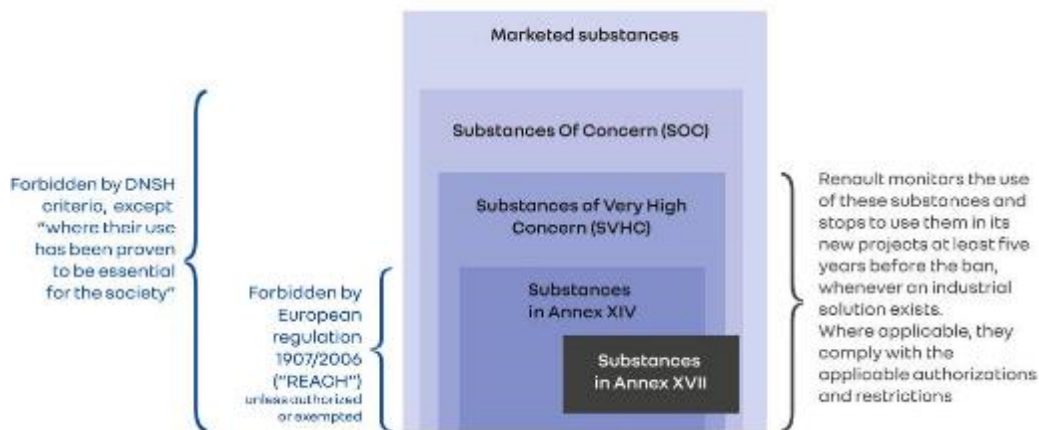 Marketed substances
Substances Of Concern (SOC)
Forbidden by DNSH
criterio, except
"where their use
has been proven
to be essential
for the society"
Substances of Very High
Concern (SVHC)
Forbidden by
European
regulation
1907/2006
("REACH")
unless authorized
or exempted
Substances
in Annex XIV
Substances
in Annex XVII
Renault monitors the use
of these substances and
stops to use them in its
new projects at least five
years before the ban,
whenever an industrial
solution exists.
Where applicable, they
comply with the
applicable authorizations
and restrictions